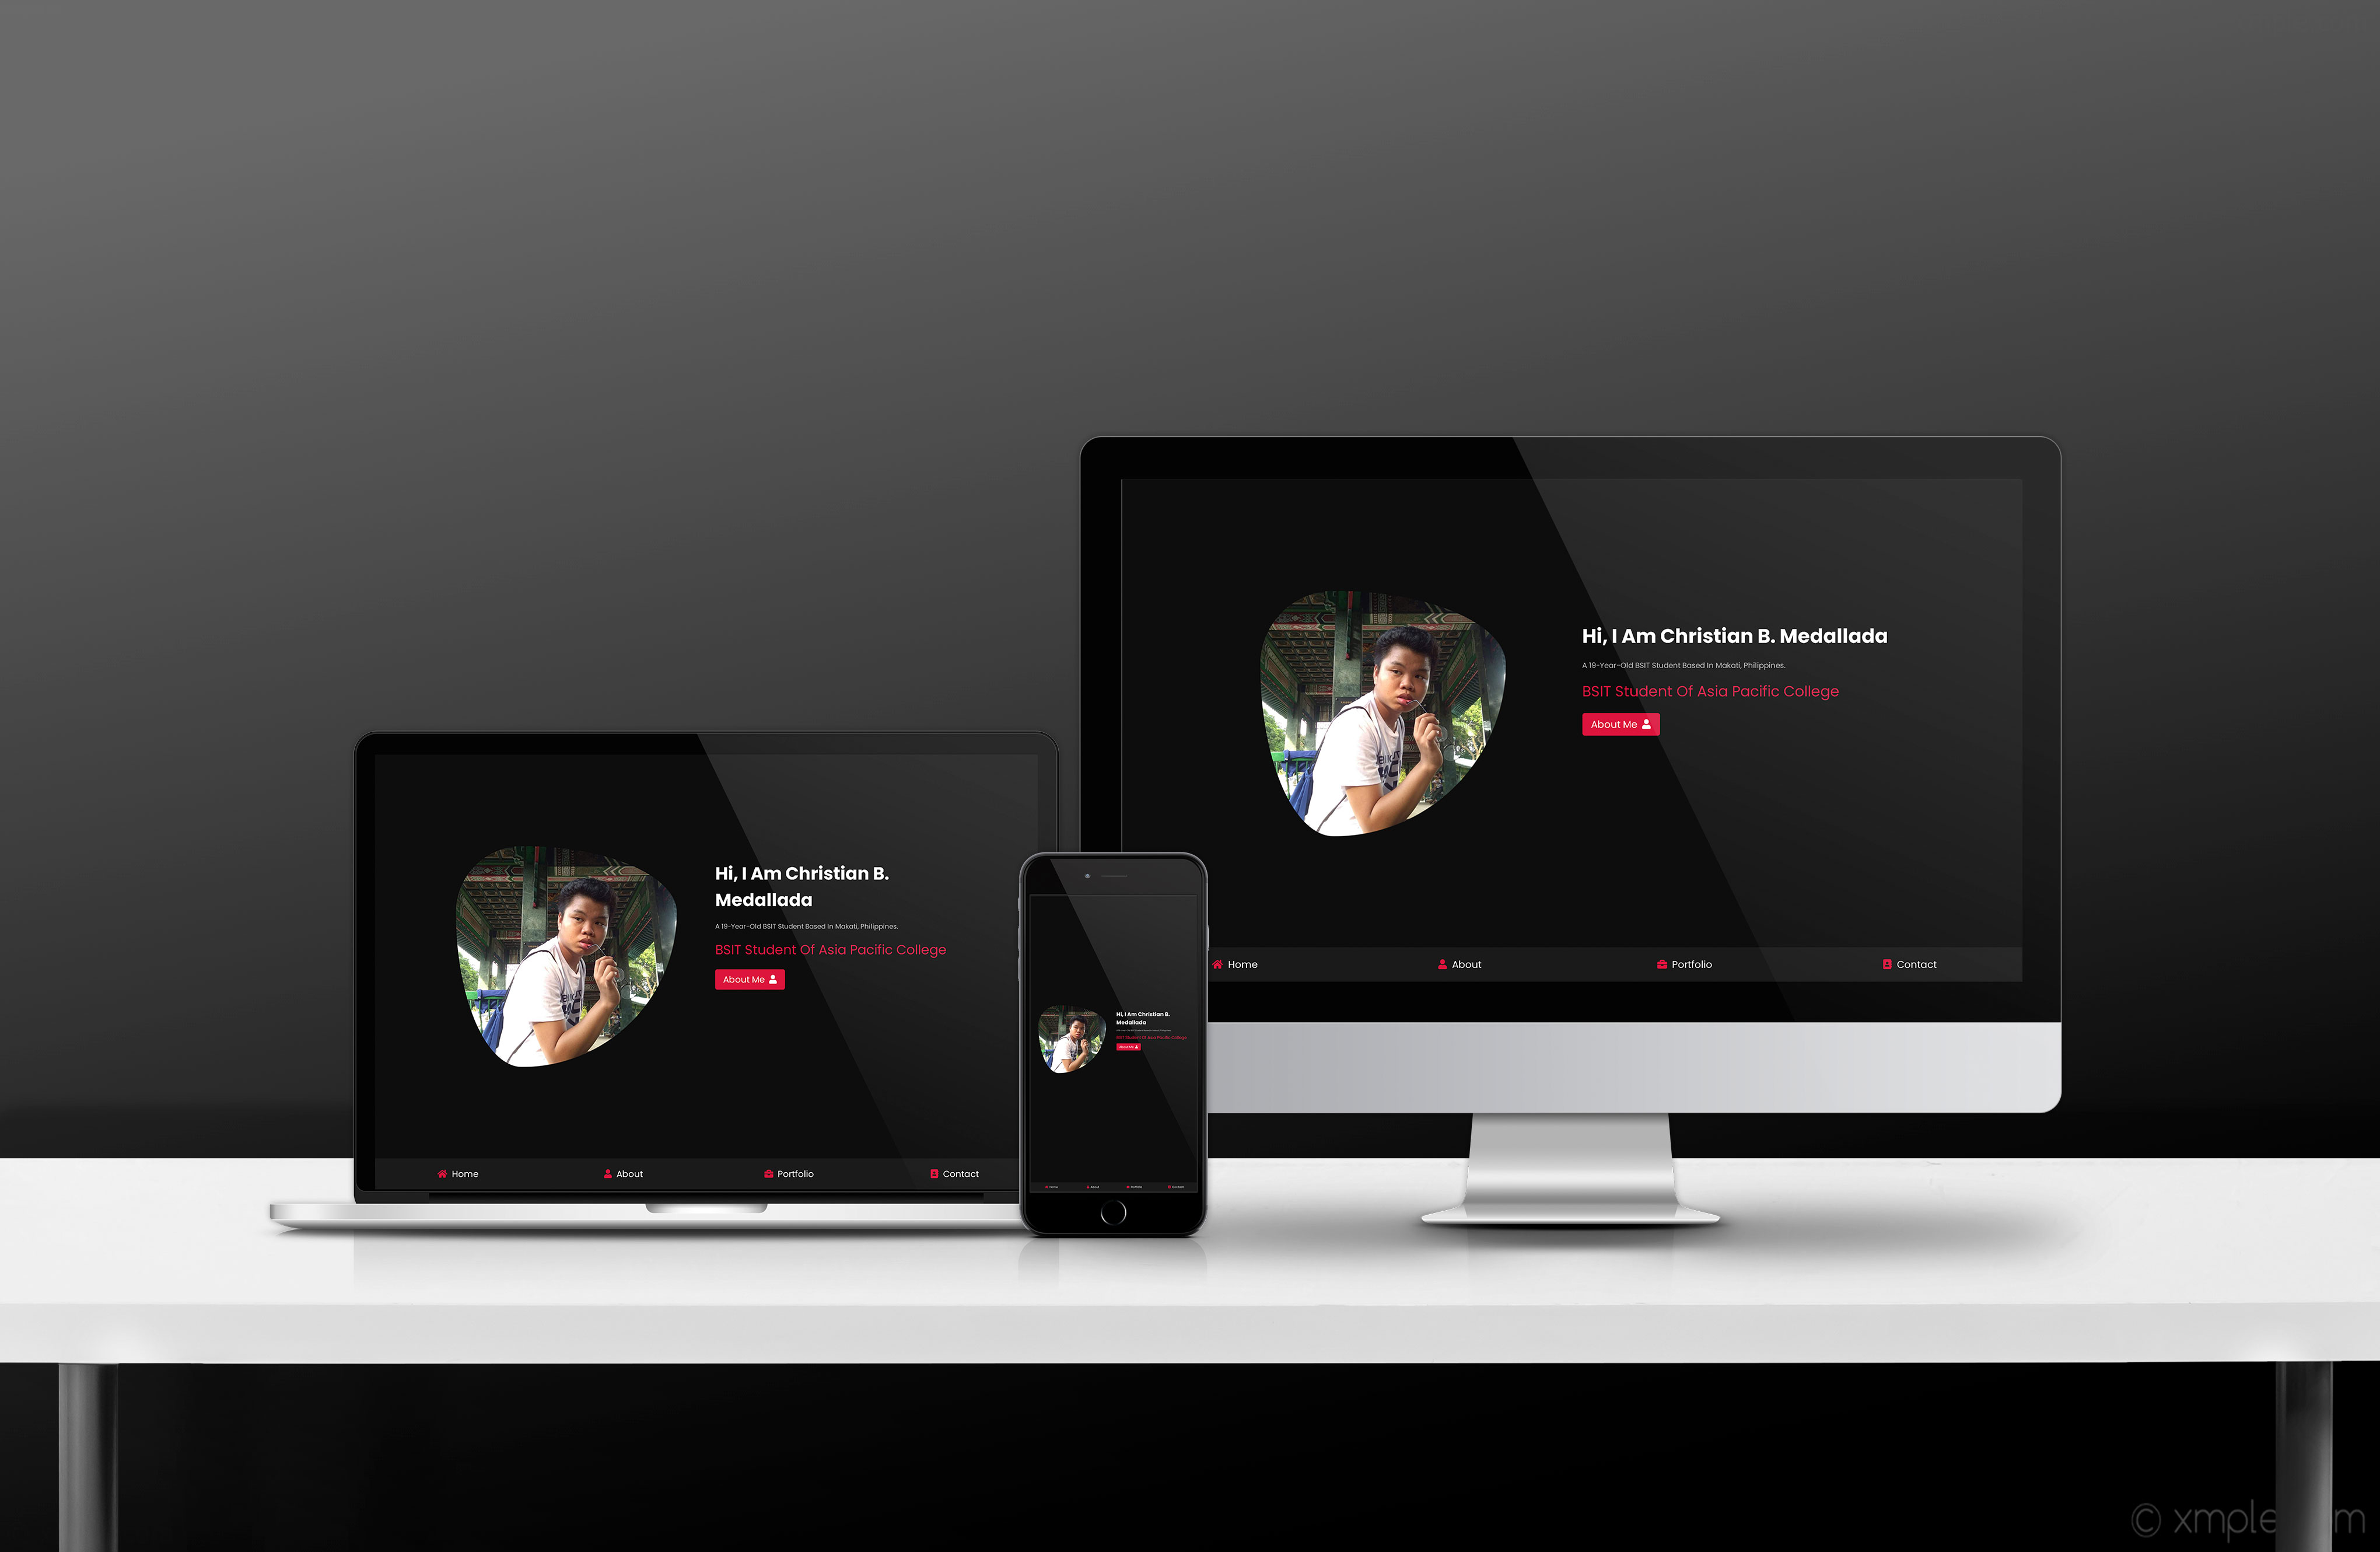 Hi, I Am Christian B. Medallada
A 19-Year-Old BSIT Student Based In Makati, Philippines.
BSIT Student Of Asia Pacific College
About Me
Home About Portfolio Contact
Hi, I Am Christian B.
Medallada
A 19-Year-Old BSIT Student Based In Makati, Philippines.
BSIT Student Of Asia Pacific College
About Me
Home About Portfolio Contact
Hi, I Am Christian B.
Medallada
BSIT Student Of Asia Pacific College
About Me
Home About Portfolio Contact